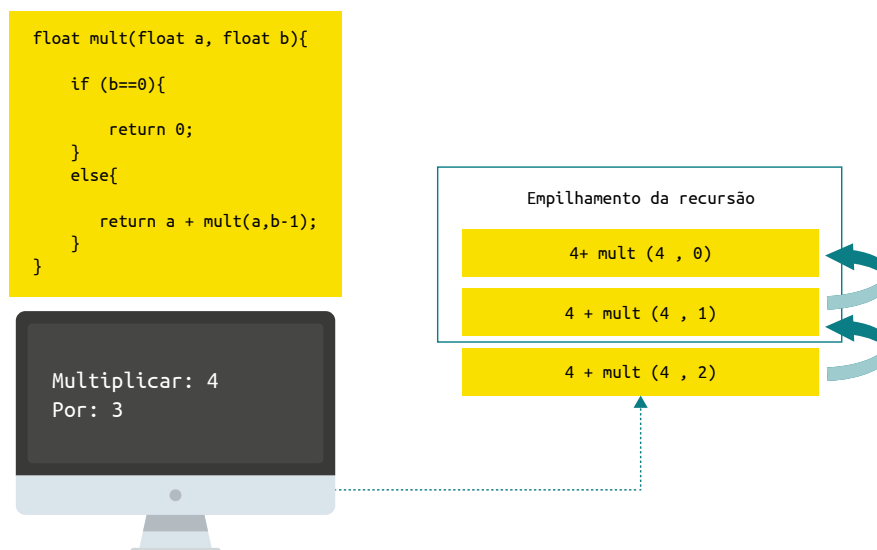 float mult(float a, float b){
if (b==0){
return 0;
}
else{
return a + mult(a,b-1);
}
}
Multiplicar: 4
Por: 3
Empilhamento da recursão
4+ mult (4 , 0)
4 + mult (4 , 1)
4 + mult (4 , 2)